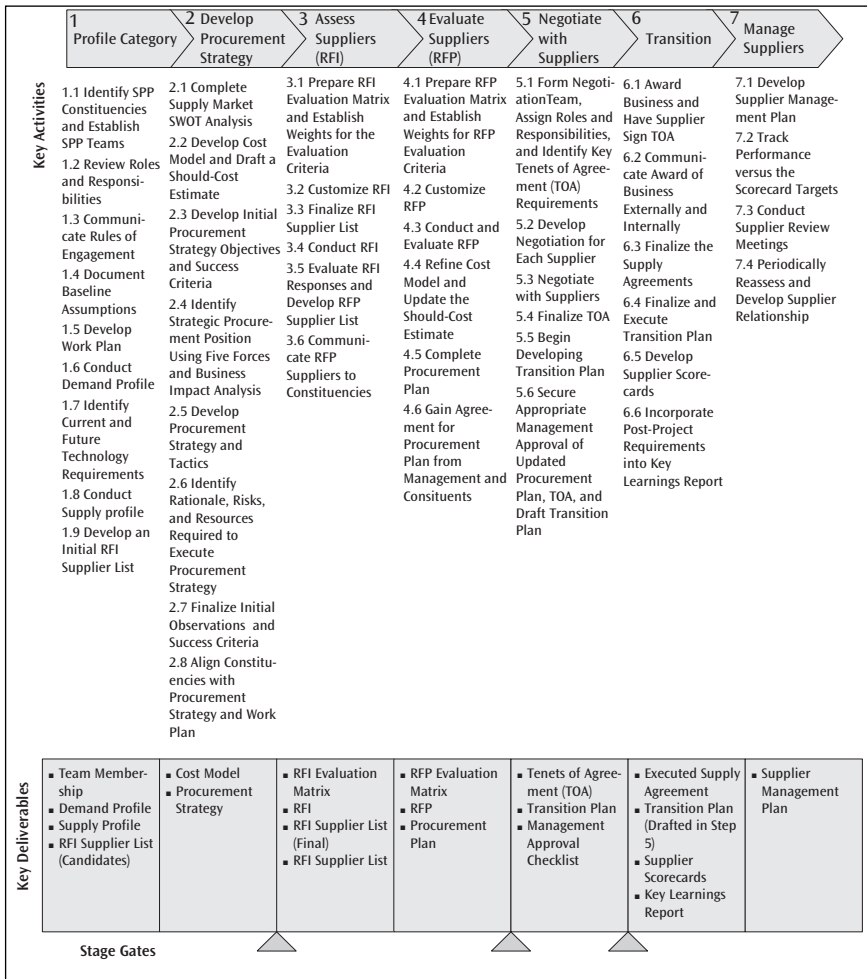 1
Profile Category
2 Develop
Procurement
Strategy
3 Assess
Suppliers
(RFI)
4 Evaluate
Suppliers
(RFP)
5 Negotiate
with
Suppliers
6
Transition
7
Manage
Suppliers
Key Activities
1.1 Identify SPP
Constituencies
and Establish
SPP Teams
1.2 Review Roles
and Responsi-
bilities
1.3 Communi-
cate Rules of
Engagement
1.4 Document
Baseline
Assumptions
1.5 Develop
Work Plan
1.6 Conduct
Demand Profile
1.7 Identify
Current and
Future
Technology
Requirements
1.8 Conduct
Supply profile
1.9 Develop an
Initial RFI
Supplier List
2.1 Complete
Supply Market
SWOT Analysis
2.2 Develop Cost
Model and Draft a
Should-Cost
Estimate
2.3 Develop Initial
Procurement
Strategy Objectives
and Success
Criteria
2.4 Identify
Strategic Procure-
ment Position
Using Five Forces
and Business
Impact Analysis
2.5 Develop
Procurement
Strategy and
Tactics
2.6 Identify
Rationale, Risks,
and Resources
Required to
Execute
Procurement
Strategy
2.7 Finalize Initial
Observations and
Success Criteria
2.8 Align Constitu-
encies with
Procurement
Strategy and Work
Plan
3.1 Prepare RFI
Evaluation Matrix
and Establish
Weights for the
Evaluation
Criteria
3.2 Customize RFI
3.3 Finalize RFI
Supplier List
3.4 Conduct RFI
3.5 Evaluate RFI
Responses and
Develop RFP
Supplier List
3.6 Communi-
cate RFP
Suppliers to
Constituencies
4.1 Prepare RFP
Evaluation Matrix
and Establish
Weights for RFP
Evaluation
Criteria
4.2 Customize
RFP
4.3 Conduct and
Evaluate RFP
4.4 Refine Cost
Model and
Update the
Should-Cost
Estimate
4.5 Complete
Procurement
Plan
4.6 Gain Agree-
ment for
Procurement
Plan from
Management and
Consituents
5.1 Form Negoti-
ationTeam,
Assign Roles and
Responsibilities,
and Identify Key
Tenets of Agree-
ment (TOA)
Requirements
5.2 Develop
Negotiation for
Each Supplier
5.3 Negotiate
with Suppliers
5.4 Finalize TOA
5.5 Begin
Developing
Transition Plan
5.6 Secure
Appropriate
Management
Approval of
Updated
Procurement
Plan, TOA, and
Draft Transition
Plan
6.1 Award
Business and
Have Supplier
Sign TOA
6.2 Communi-
cate Award of
Business
Externally and
Internally
6.3 Finalize the
Supply
Agreements
6.4 Finalize and
Execute
Transition Plan
6.5 Develop
Supplier Score-
cards
6.6 Incorporate
Post-Project
Requirements
into Key
Learnings Report
7.1 Develop
Supplier Manage-
ment Plan
7.2 Track
Performance
versus the
Scorecard Targets
7.3 Conduct
Supplier Review
Meetings
7.4 Periodically
Reassess and
Develop Supplier
Relationship
Key Deliverables
▪ Team Member-
ship
▪ Demand Profile
▪ Supply Profile
▪ RFI Supplier List
(Candidates)
▪ Cost Model
▪ Procurement
Strategy
▪ RFI Evaluation
Matrix
▪ RFI
▪ RFI Supplier List
(Final)
▪ RFI Supplier List
▪ RFP Evaluation
Matrix
▪ RFP
▪ Procurement
Plan
▪ Tenets of Agree-
ment (TOA)
▪ Transition Plan
▪ Management
Approval
Checklist
▪ Executed Supply
Agreement
▪ Transition Plan
(Drafted in Step
5)
▪ Supplier
Scorecards
▪ Key Learnings
Report
▪ Supplier
Management
Plan
Stage Gates